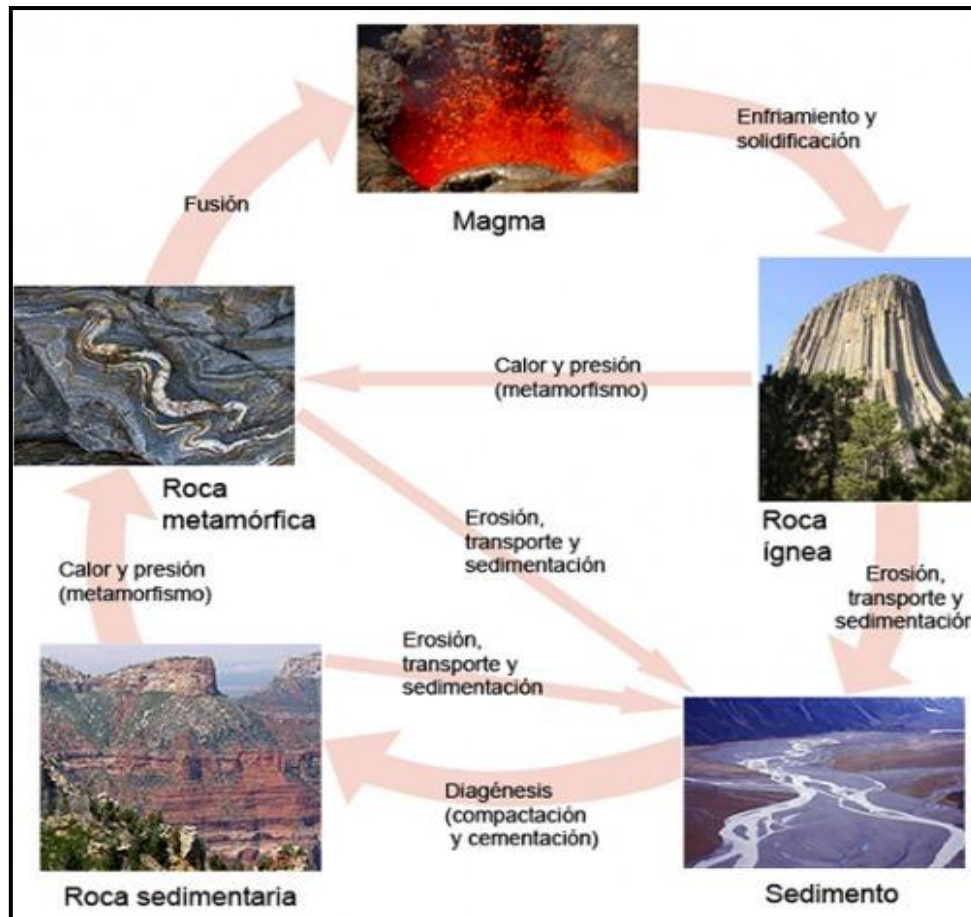 Enfriamiento y
solidificación
Fusión
Magma
Calor y presión
(metamorfismo)
Roca
metamórfica
Roca
ígnea
Erosión,
transporte y
sedimentación
Calor y presión
(metamorfismo)
Erosión,
transporte y
sedimentación
Erosión,
transporte y
sedimentación
Diagénesis
(compactación
y cementación)
Roca sedimentaria
Sedimento